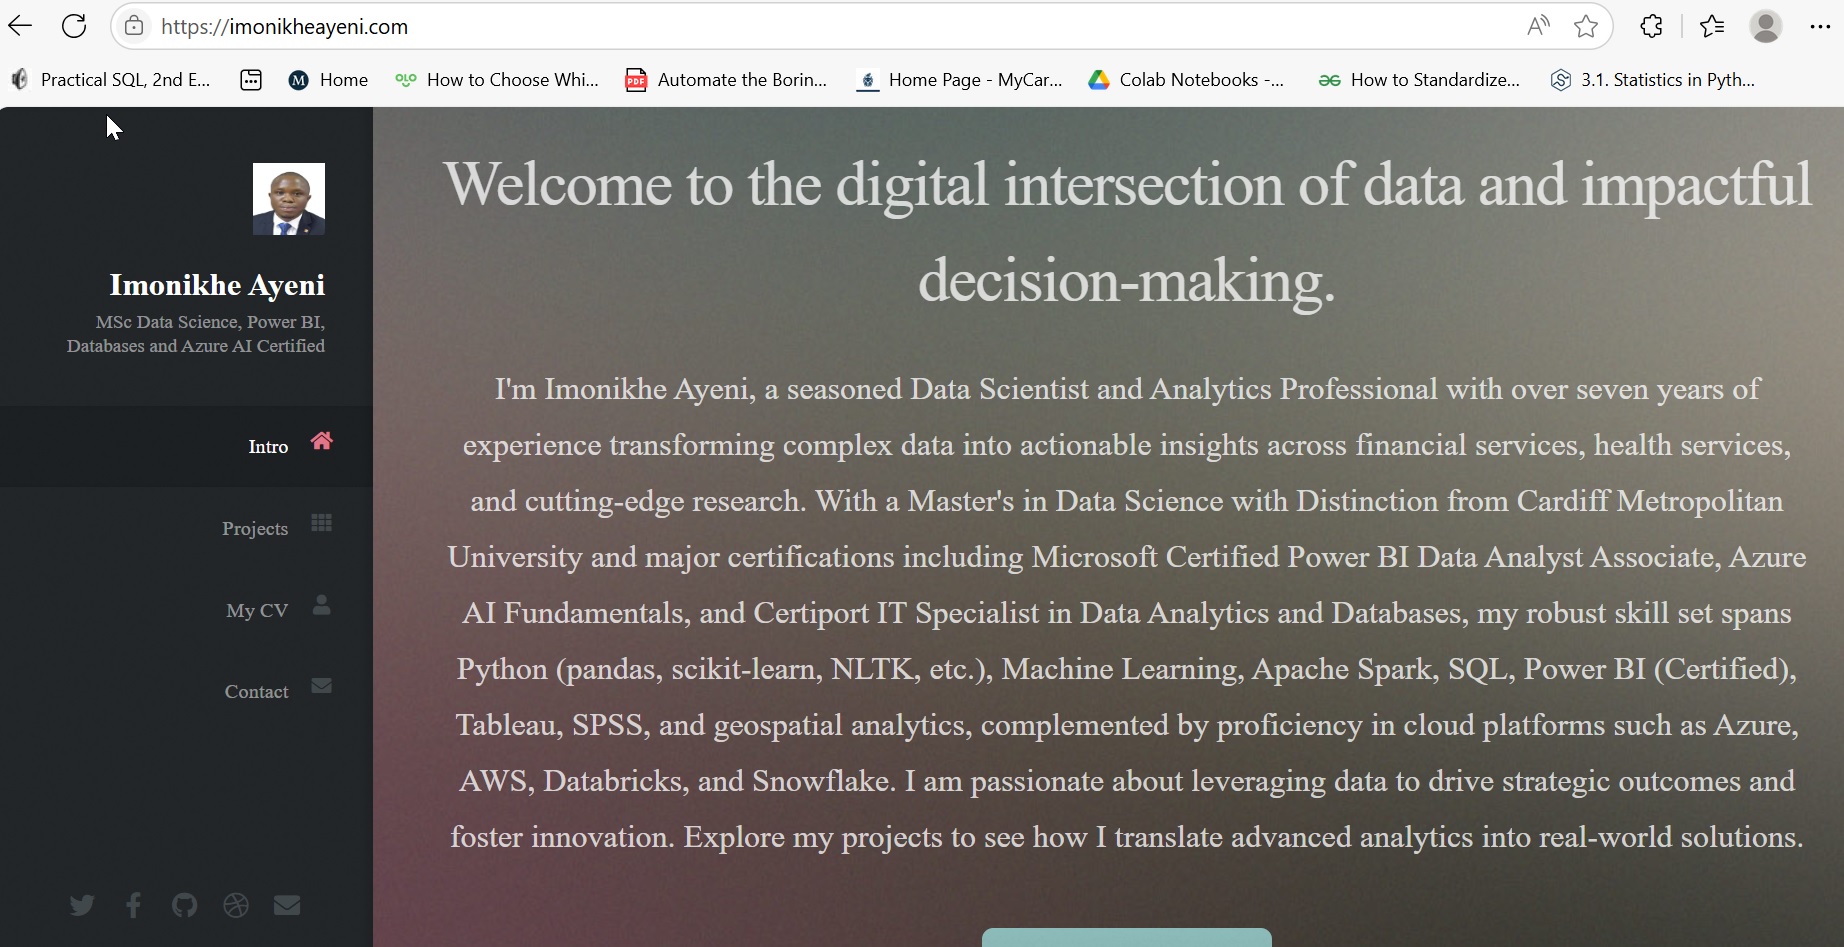 https://imonikheayeni.com
Practical SQL, 2nd E...
Home
How to Choose Whi...
Automate the Borin...
Home Page - MyCar...
Colab Notebooks -...
How to Standardize...
3.1. Statistics in Pyth...
Imonikhe Ayeni
MSc Data Science, Power BI,
Databases and Azure AI Certified
Intro
Projects
My CV
Contact
Welcome to the digital intersection of data and impactful
decision-making.
I'm Imonikhe Ayeni, a seasoned Data Scientist and Analytics Professional with over seven years of
experience transforming complex data into actionable insights across financial services, health services,
and cutting-edge research. With a Master's in Data Science with Distinction from Cardiff Metropolitan
University and major certifications including Microsoft Certified Power BI Data Analyst Associate, Azure
AI Fundamentals, and Certiport IT Specialist in Data Analytics and Databases, my robust skill set spans
Python (pandas, scikit-learn, NLTK, etc.), Machine Learning, Apache Spark, SQL, Power BI (Certified),
Tableau, SPSS, and geospatial analytics, complemented by proficiency in cloud platforms such as Azure,
AWS, Databricks, and Snowflake. I am passionate about leveraging data to drive strategic outcomes and
foster innovation. Explore my projects to see how I translate advanced analytics into real-world solutions.